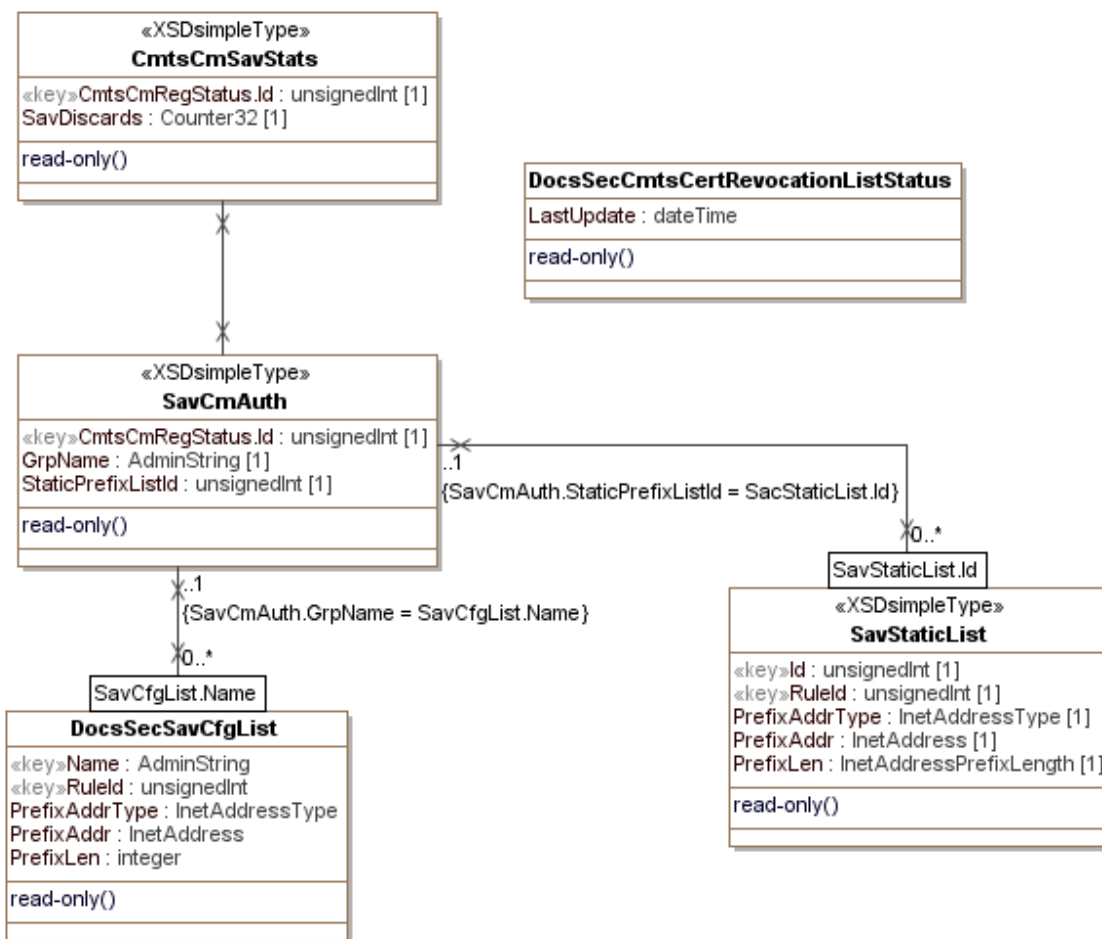 «XSDsimpleType»
CmtsCmSavStats
«key»CmtsCmRegStatus.Id : unsignedInt [1]
SavDiscards : Counter32 [1]
read-only()
DocsSecCmtsCertRevocationListStatus
LastUpdate : dateTime
read-only()
«XSDsimpleType»
SavCmAuth
«key»CmtsCmRegStatus.Id : unsignedInt [1]
GrpName : AdminString [1]
StaticPrefixListId : unsignedInt [1]
read-only()
..1
{SavCmAuth.StaticPrefixListId = SacStaticList.Id}
0..*
SavStaticList.Id
«XSDsimpleType»
SavStaticList
«key»Id : unsignedInt [1]
«key»RuleId : unsignedInt [1]
PrefixAddrType : InetAddressType [1]
PrefixAddr : InetAddress [1]
PrefixLen : InetAddressPrefixLength [1]
read-only()
..1
{SavCmAuth.GrpName = SavCfgList.Name}
0..*
SavCfgList.Name
DocsSecSavCfgList
«key»Name : AdminString
«key»RuleId : unsignedInt
PrefixAddrType : InetAddressType
PrefixAddr : InetAddress
PrefixLen : integer
read-only()